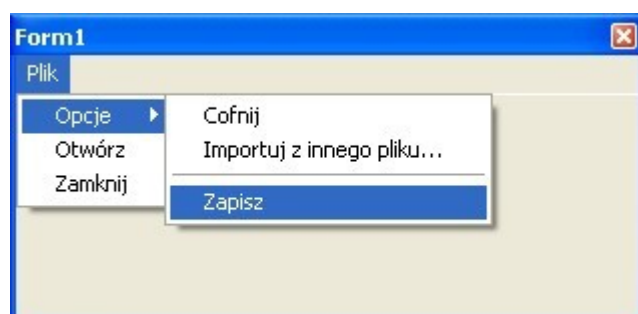 Form1
Plik
Opcje
Cofnij
Otwórz
Importuj z innego pliku...
Zamknij
Zapisz